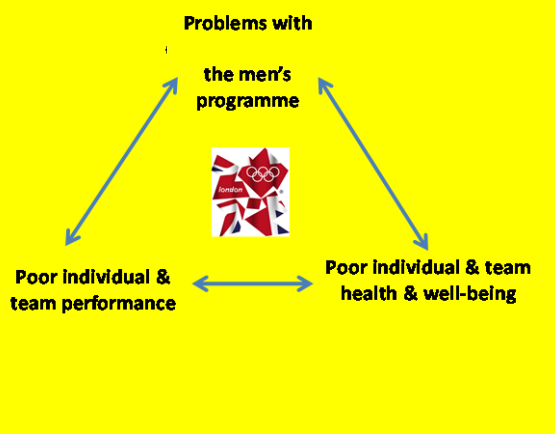 Problems with
the men's
programme
london
Poor individual &
team performance
Poor individual & team
health & well-being